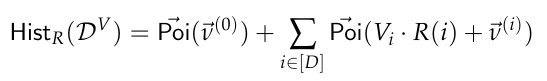 Hist_R(𝒟^V) = P⃗oi(ν⃗^(0)) + ∑_{i∈[D]} P⃗oi(V_i · R(i) + ν⃗^(i))